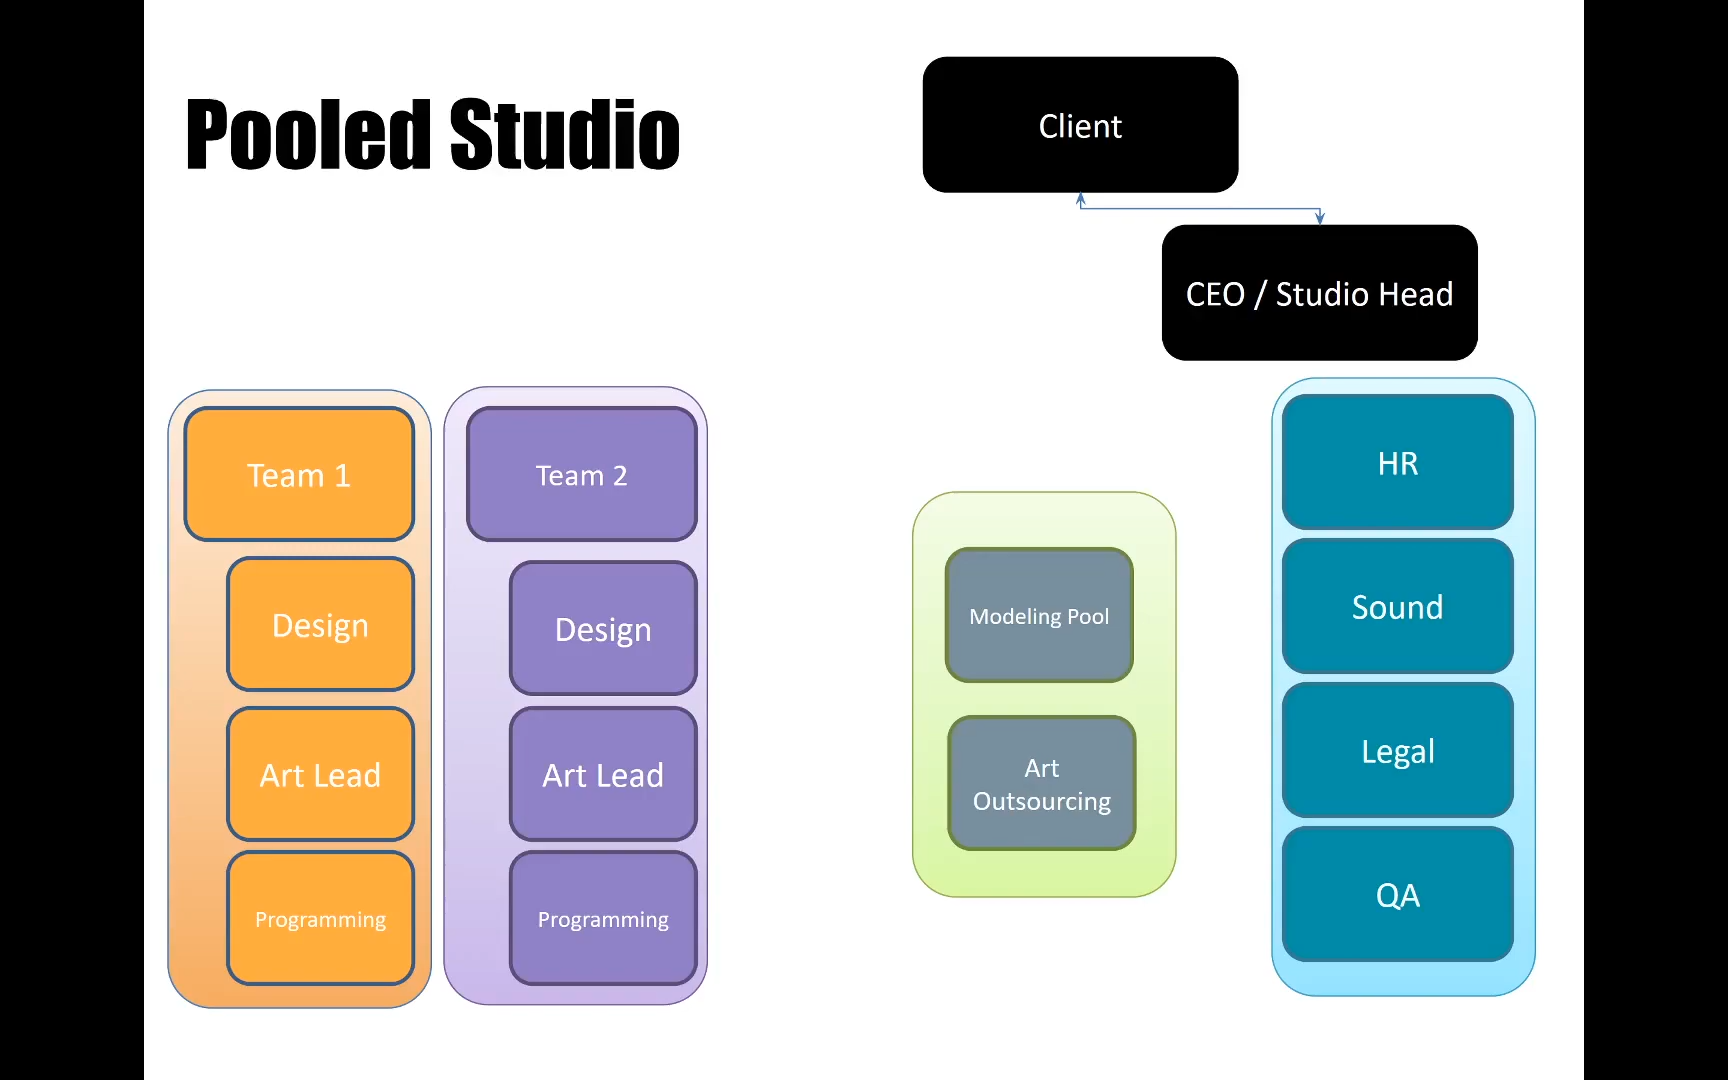 Pooled Studio
Client
CEO / Studio Head
Team 1
Design
Art Lead
Programming
Team 2
Design
Art Lead
Programming
Modeling Pool
Art
Outsourcing
HR
Sound
Legal
QA